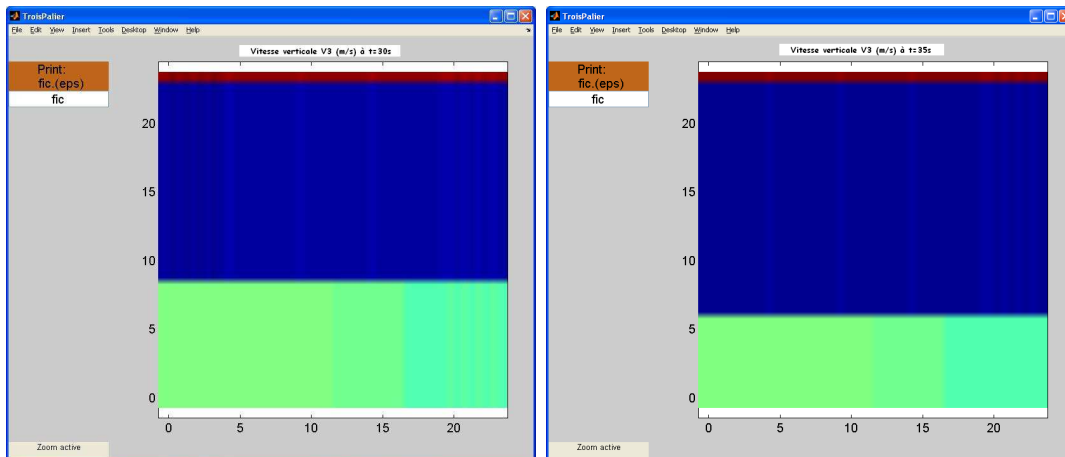 TroisPalier
File Edit View Insert Tools Desktop Window Help
Vitesse verticale V3 (m/s) à t=30s
Print:
fic.(eps)
fic
20
15
10
5
0
0 5 10 15 20
Zoom active
TroisPalier
File Edit View Insert Tools Desktop Window Help
Vitesse verticale V3 (m/s) à t=35s
Print:
fic.(eps)
fic
20
15
10
5
0
0 5 10 15 20
Zoom active